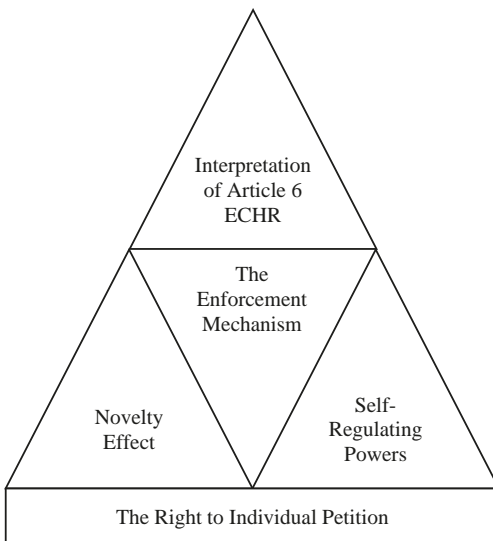 Interpretation
of Article 6
ECHR
The
Enforcement
Mechanism
Novelty
Effect
Self-
Regulating
Powers
The Right to Individual Petition